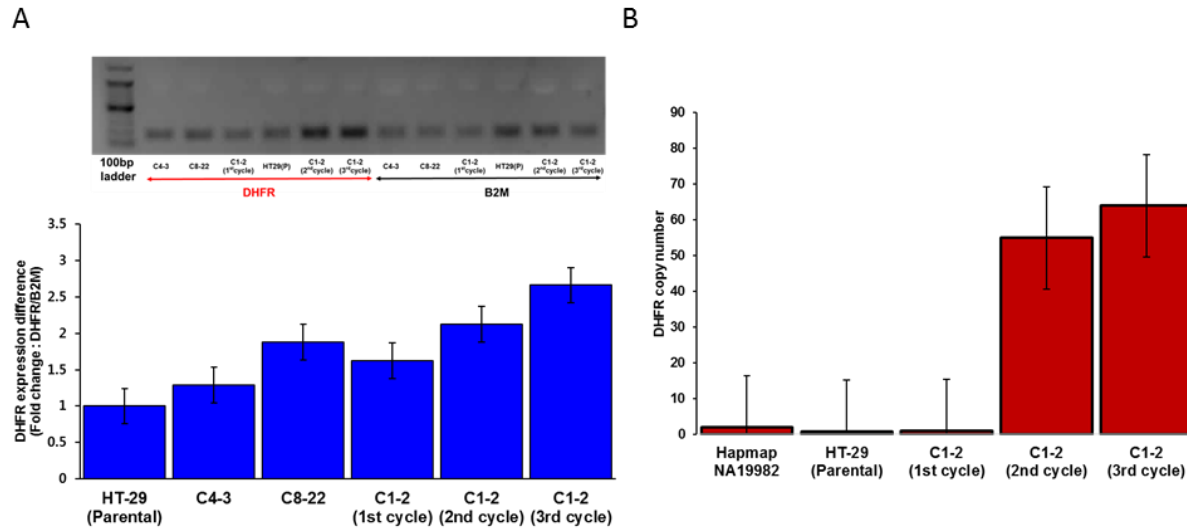 A
100bp
ladder
C4-3
C8-22
C1-2
(1st cycle)
HT29(P)
C1-2
(2nd cycle)
C1-2
(3rd cycle)
C4-3
C8-22
C1-2
(1st cycle)
HT29(P)
C1-2
(2nd cycle)
C1-2
(3rd cycle)
DHFR
B2M
DHFR expression difference
(Fold change : DHFR/B2M)
3.5
3
2.5
2
1.5
1
0.5
0
HT-29
(Parental)
C4-3
C8-22
C1-2
(1st cycle)
C1-2
(2nd cycle)
C1-2
(3rd cycle)
B
DHFR copy number
90
80
70
60
50
40
30
20
10
0
Hapmap
NA19982
HT-29
(Parental)
C1-2
(1st cycle)
C1-2
(2nd cycle)
C1-2
(3rd cycle)